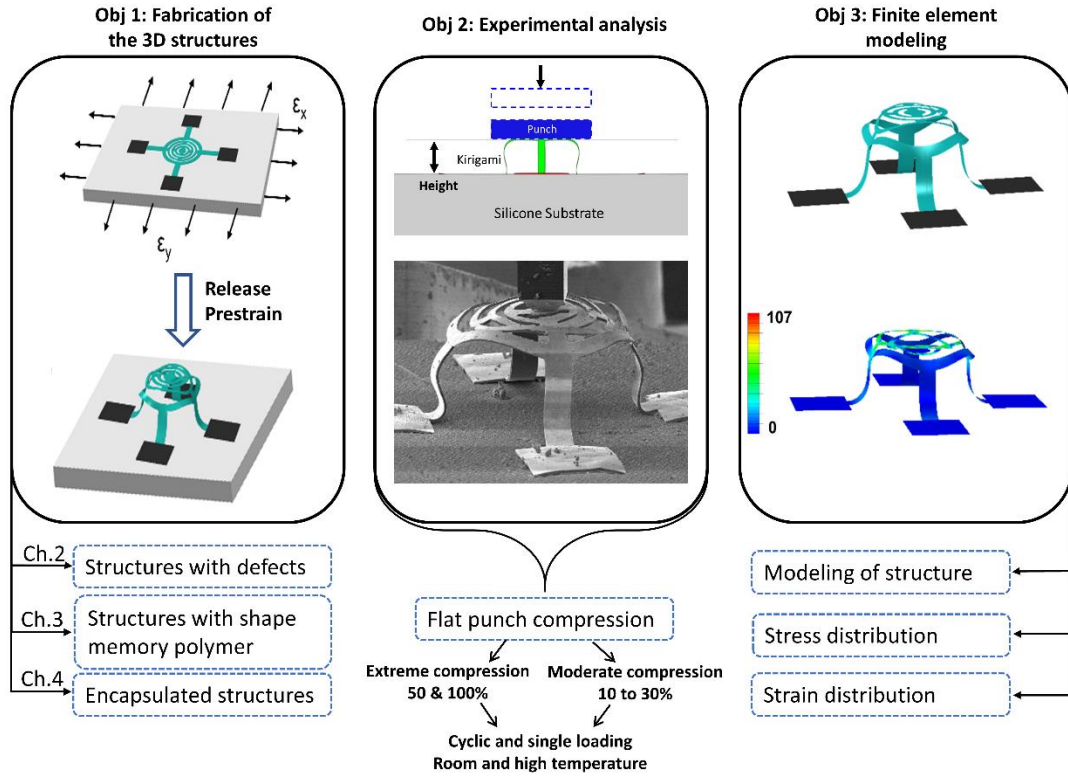 Obj 1: Fabrication of
the 3D structures
εx
εy
Release
Prestrain
Ch.2
Structures with defects
Ch.3
Structures with shape
memory polymer
Ch.4
Encapsulated structures
Obj 2: Experimental analysis
Punch
Kirigami
Height
Silicone Substrate
Flat punch compression
Extreme compression
50 & 100%
Moderate compression
10 to 30%
Cyclic and single loading
Room and high temperature
Obj 3: Finite element
modeling
107
0
Modeling of structure
Stress distribution
Strain distribution